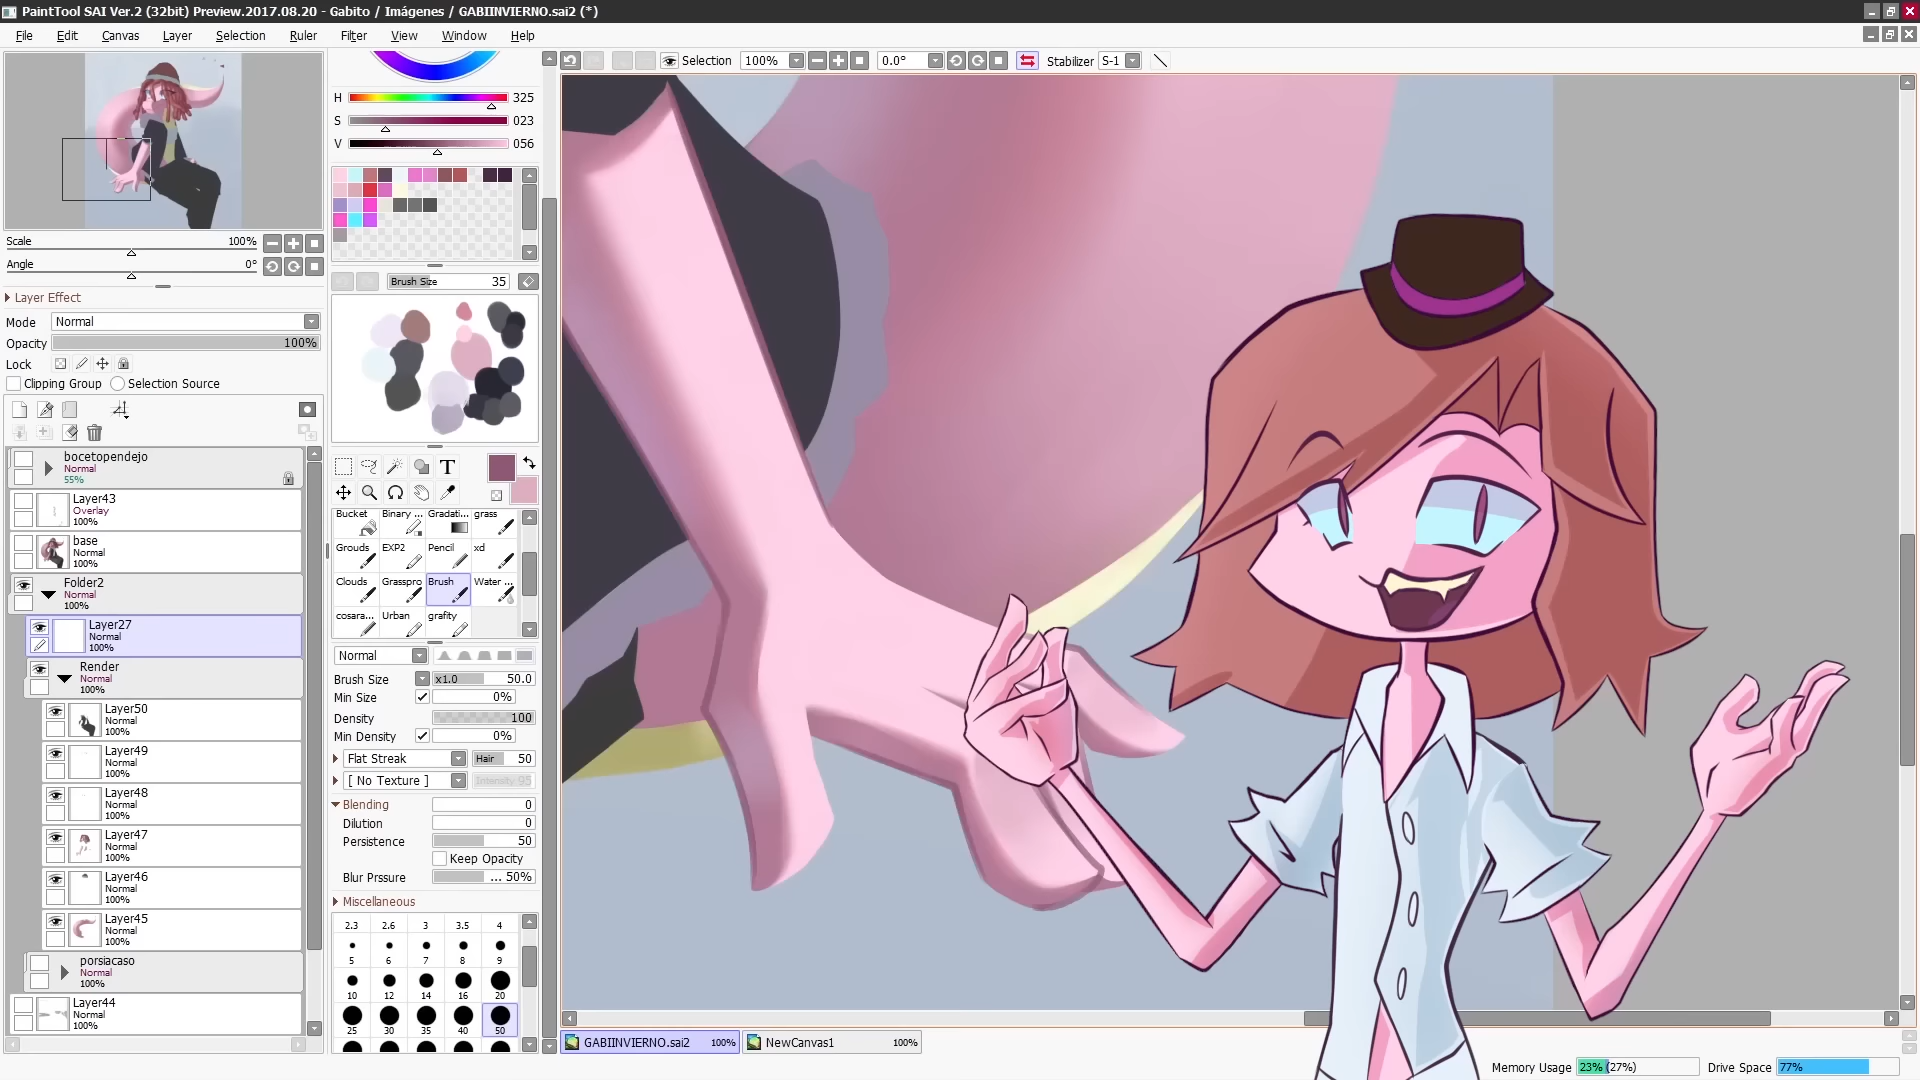 PaintTool SAI Ver.2 (32bit) Preview.2017.08.20 - Gabito / Imágenes / GABIINVIERNO.sai2 (*)
File Edit Canvas Layer Selection Ruler Filter View Window Help
Selection 100% 0.0° Stabilizer S-1
H 325
S 023
V 056
Scale 100%
Angle 0°
Layer Effect
Mode Normal
Opacity 100%
Lock
Clipping Group Selection Source
bocetopendejo
Normal
55%
Layer43
Overlay
100%
base
Normal
100%
Folder2
Normal
100%
Layer27
Normal
100%
Render
Normal
100%
Layer50
Normal
100%
Layer49
Normal
100%
Layer48
Normal
100%
Layer47
Normal
100%
Layer46
Normal
100%
Layer45
Normal
100%
porsiacaso
Normal
100%
Layer44
Normal
100%
Brush Size 35
T
Bucket Binary ... Gradati... grass
Grouds EXP2 Pencil xd
Clouds Grasspro Brush Water ...
cosara... Urban grafity
Normal
Brush Size x1.0 50.0
Min Size 0%
Density 100
Min Density 0%
Flat Streak Hair 50
[ No Texture ] Intensity 95
Blending 0
Dilution 0
Persistence 50
Keep Opacity
Blur Prssure ... 50%
Miscellaneous
2.3 2.6 3 3.5 4
5 6 7 8 9
10 12 14 16 20
25 30 35 40 50
GABIINVIERNO.sai2 100% NewCanvas1 100%
Memory Usage 23% (27%) Drive Space 77%